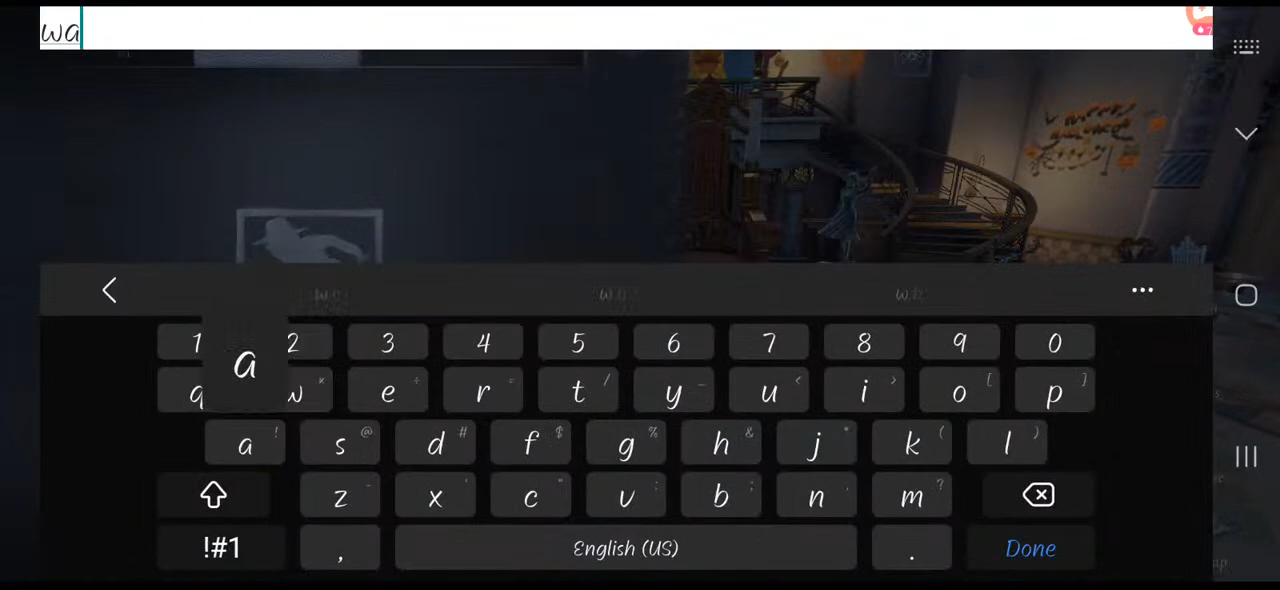 wa
a
1 2 3 4 5 6 7 8 9 0
q w × e ÷ r = t / y _ u < i > o [ p ]
a ! s @ d # f $ g % h & j * k ( l )
z - x ' c " v : b ; n , m ?
!#1 , English (US) . Done